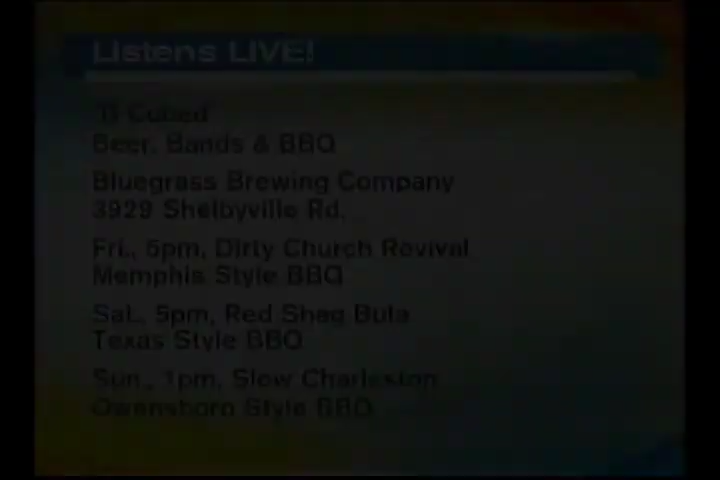 Listens LIVE!
"B Cubed"
Beer, Bands & BBQ
Bluegrass Brewing Company
3929 Shelbyville Rd.
Fri., 5pm, Dirty Church Revival
Memphis Style BBQ
Sat., 5pm, Red Shag Bula
Texas Style BBQ
Sun., 1pm, Slow Charleston
Owensboro Style BBQ